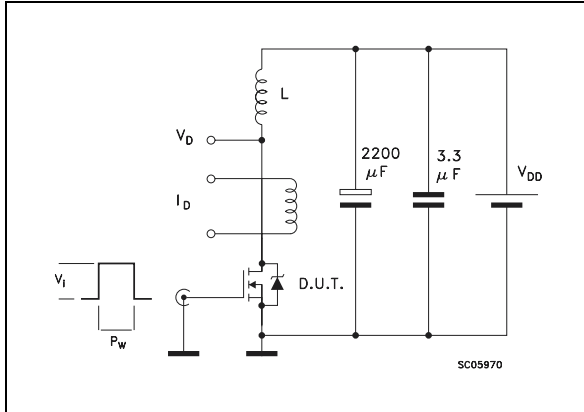 L
V_D
2200
μF
3.3
μF
V_DD
I_D
V_i
P_W
D.U.T.
SC05970